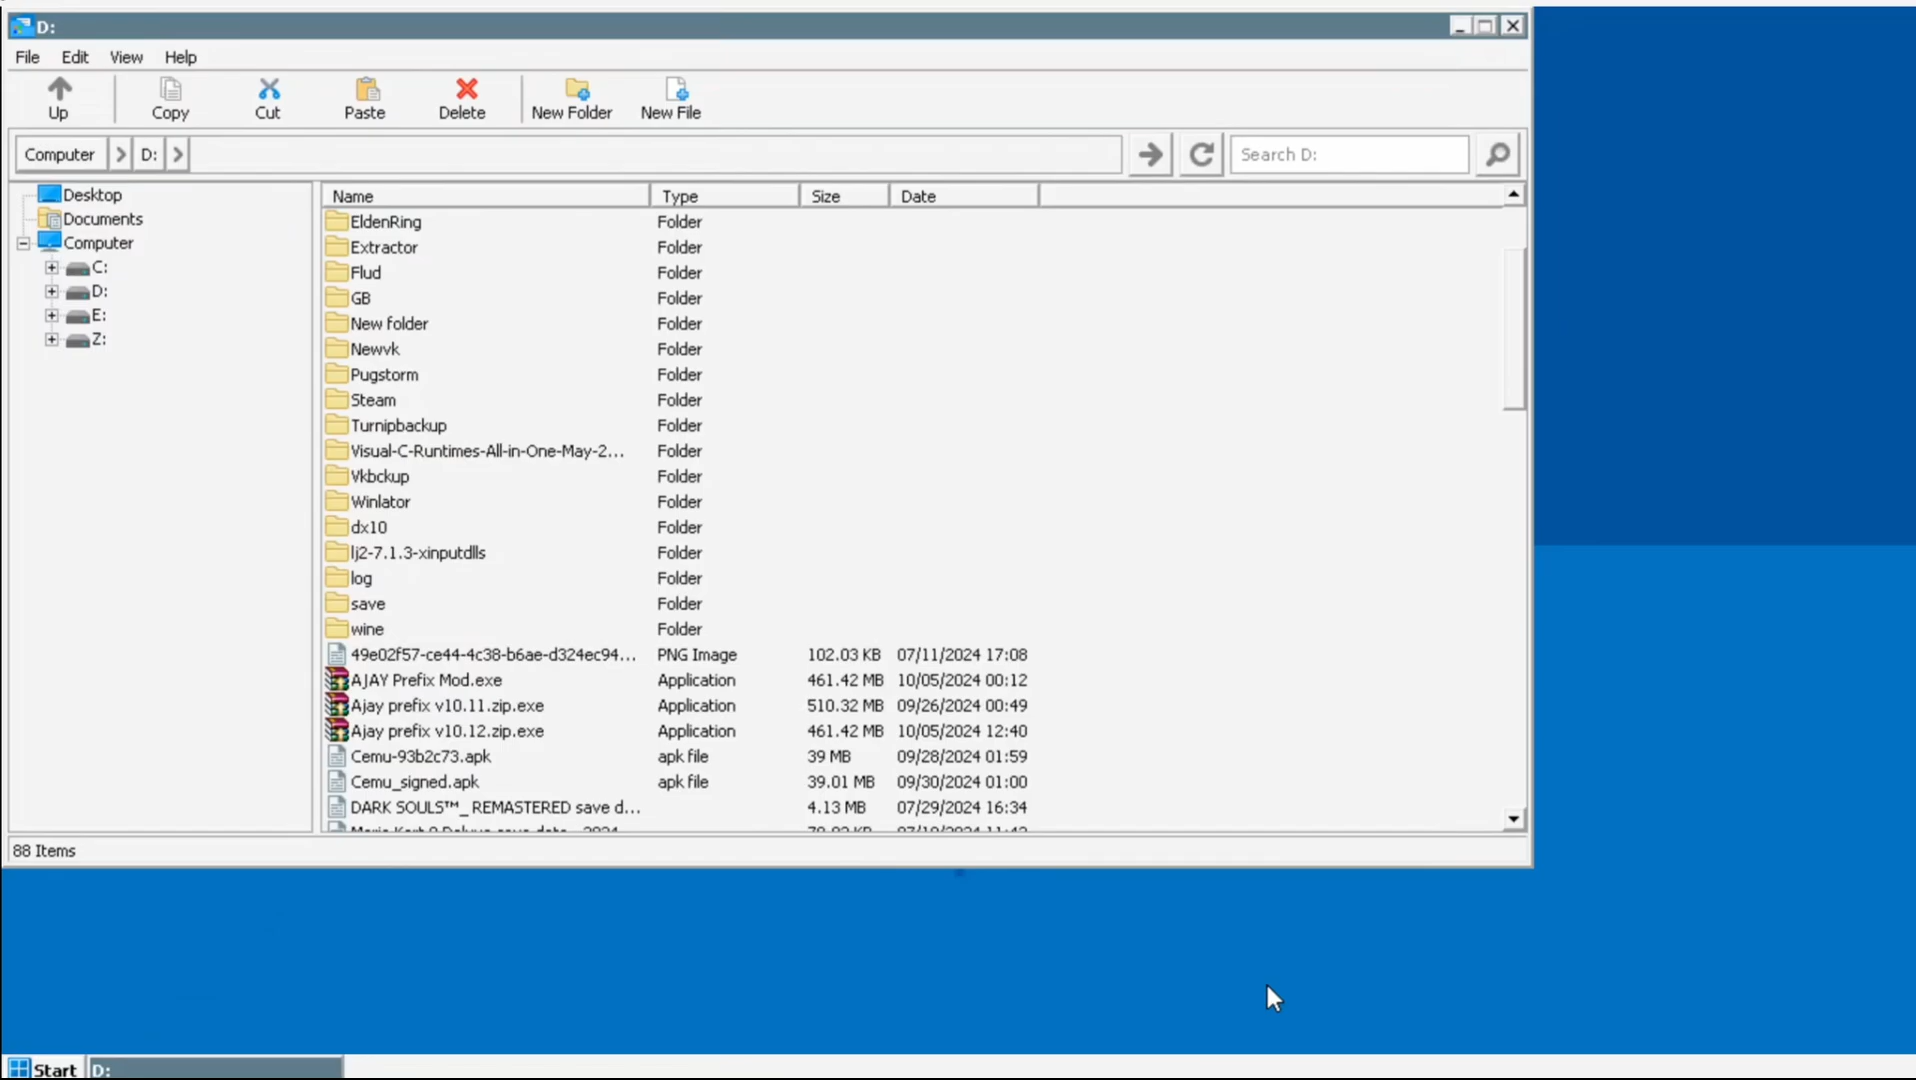 D:
File Edit View Help
Up Copy Cut Paste Delete New Folder New File
Computer D: Search D:
Desktop
Documents
Computer
C:
D:
E:
Z:
Name Type Size Date
EldenRing Folder
Extractor Folder
Flud Folder
GB Folder
New folder Folder
Newvk Folder
Pugstorm Folder
Steam Folder
Turnipbackup Folder
Visual-C-Runtimes-All-in-One-May-2... Folder
Vkbckup Folder
Winlator Folder
dx10 Folder
lj2-7.1.3-xinputdlls Folder
log Folder
save Folder
wine Folder
49e02f57-ce44-4c38-b6ae-d324ec94... PNG Image 102.03 KB 07/11/2024 17:08
AJAY Prefix Mod.exe Application 461.42 MB 10/05/2024 00:12
Ajay prefix v10.11.zip.exe Application 510.32 MB 09/26/2024 00:49
Ajay prefix v10.12.zip.exe Application 461.42 MB 10/05/2024 12:40
Cemu-93b2c73.apk apk file 39 MB 09/28/2024 01:59
Cemu_signed.apk apk file 39.01 MB 09/30/2024 01:00
DARK SOULS™_ REMASTERED save d... 4.13 MB 07/29/2024 16:34
88 Items
Start D: